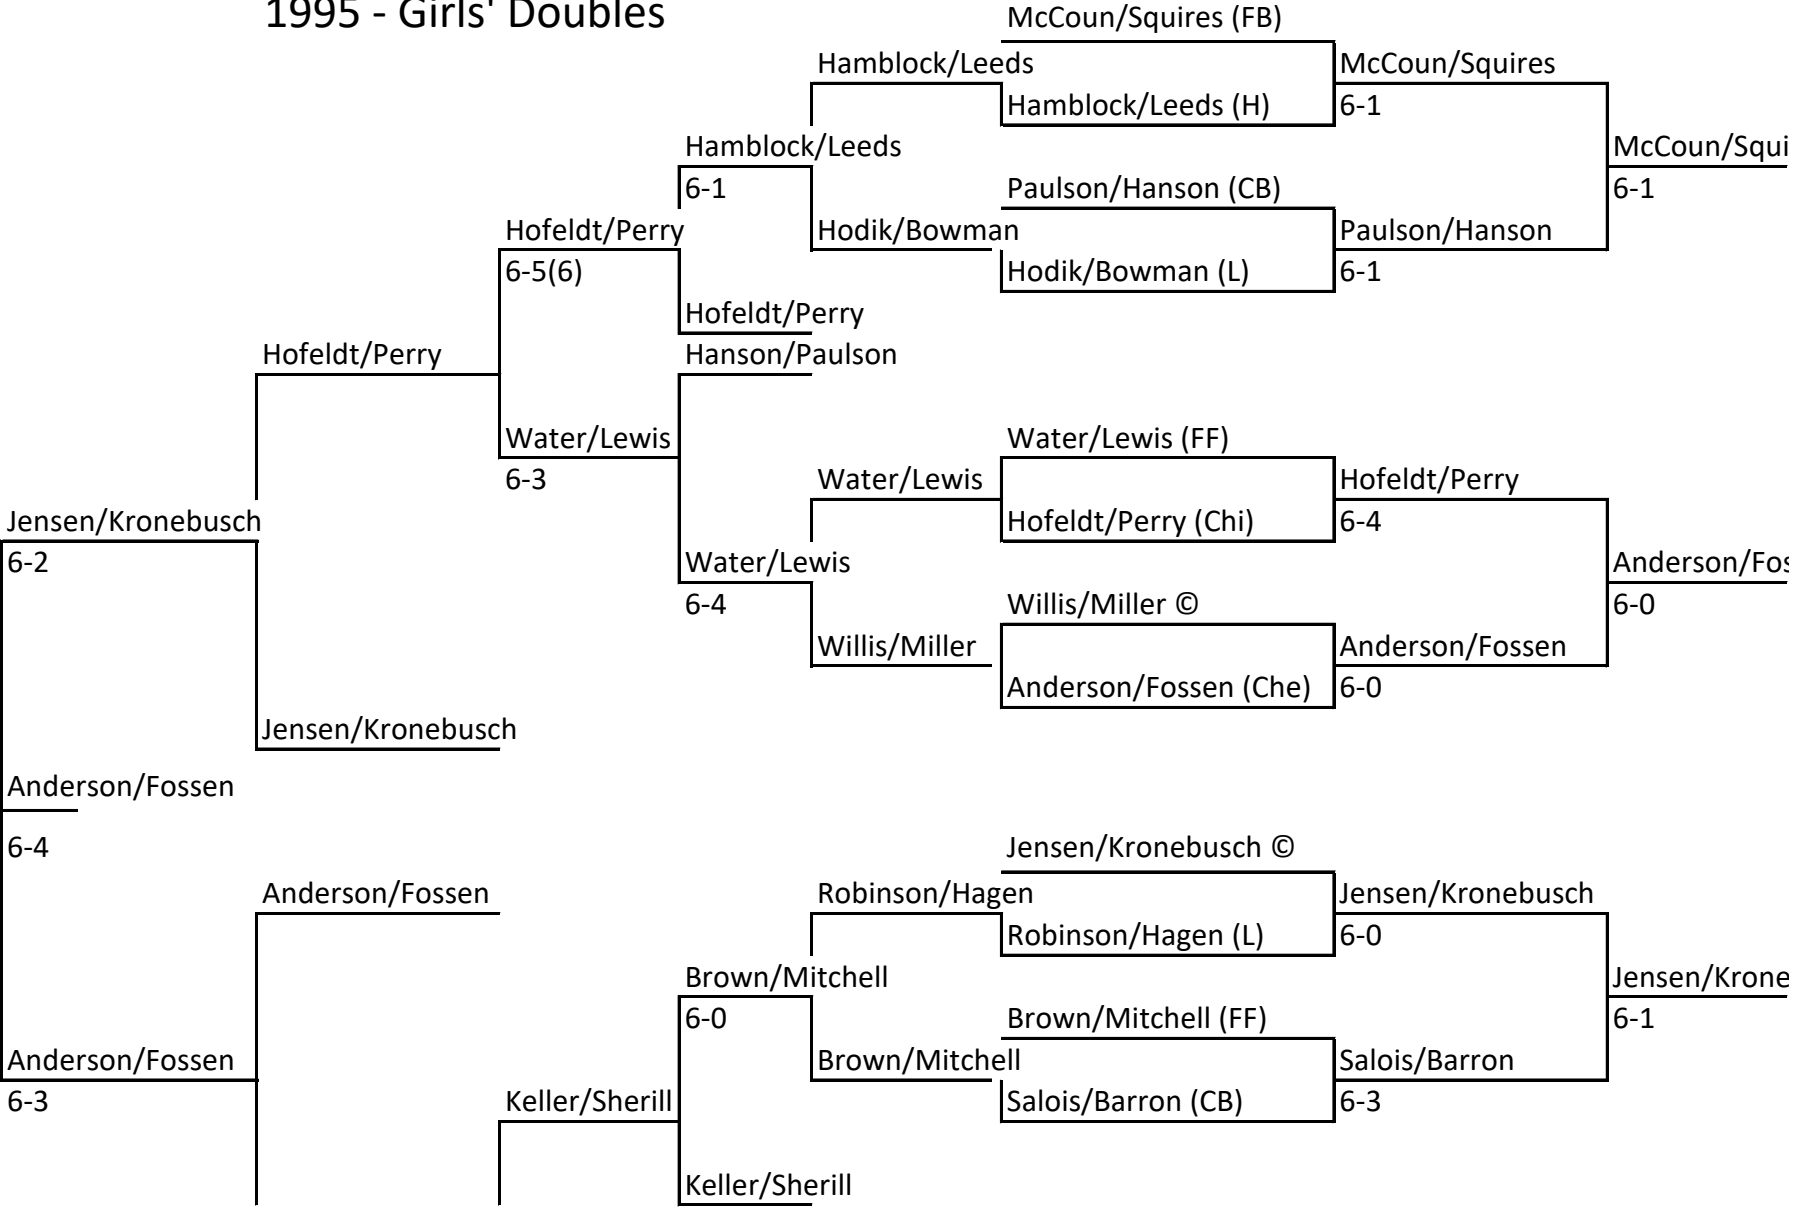 1995 - Girls' Doubles
McCoun/Squires (FB)
Hamblock/Leeds
McCoun/Squires
Hamblock/Leeds (H)
6-1
Hamblock/Leeds
McCoun/Squi
6-1
Paulson/Hanson (CB)
6-1
Hofeldt/Perry
Hodik/Bowman
Paulson/Hanson
6-5(6)
Hodik/Bowman (L)
6-1
Hofeldt/Perry
Hofeldt/Perry
Hanson/Paulson
Water/Lewis
Water/Lewis (FF)
6-3
Water/Lewis
Hofeldt/Perry
Jensen/Kronebusch
Hofeldt/Perry (Chi)
6-4
6-2
Water/Lewis
Anderson/Fos
6-4
Willis/Miller ©
6-0
Willis/Miller
Anderson/Fossen
Anderson/Fossen (Che)
6-0
Jensen/Kronebusch
Anderson/Fossen
6-4
Jensen/Kronebusch ©
Anderson/Fossen
Robinson/Hagen
Jensen/Kronebusch
Robinson/Hagen (L)
6-0
Brown/Mitchell
Jensen/Krone
6-0
Brown/Mitchell (FF)
6-1
Anderson/Fossen
Brown/Mitchell
Salois/Barron
6-3
Keller/Sherill
Salois/Barron (CB)
6-3
Keller/Sherill